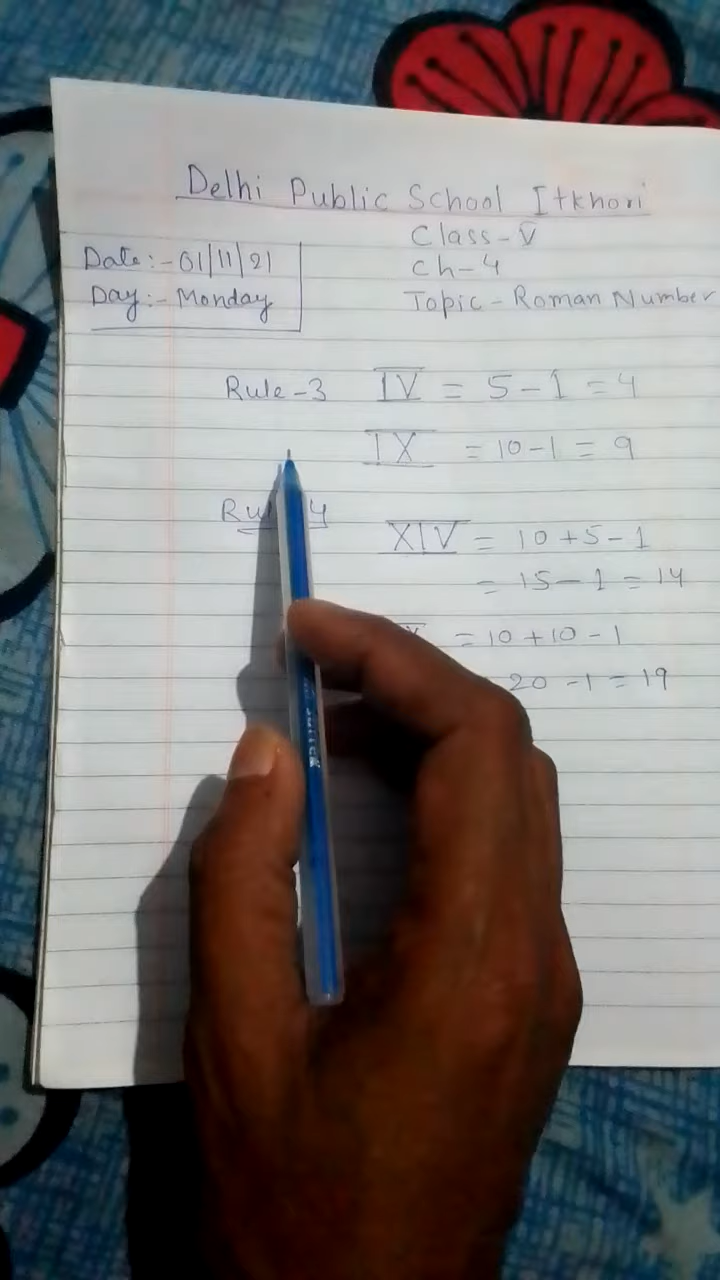 Delhi Public School Itkhori
Class - V
Date :- 01/11/21
Ch-4
Day :- Monday
Topic - Roman Number
Rule -3 IV = 5 - 1 = 4
IX = 10 - 1 = 9
XIV = 10 + 5 - 1
= 15 - 1 = 14
= 10 + 10 - 1
20 - 1 = 19